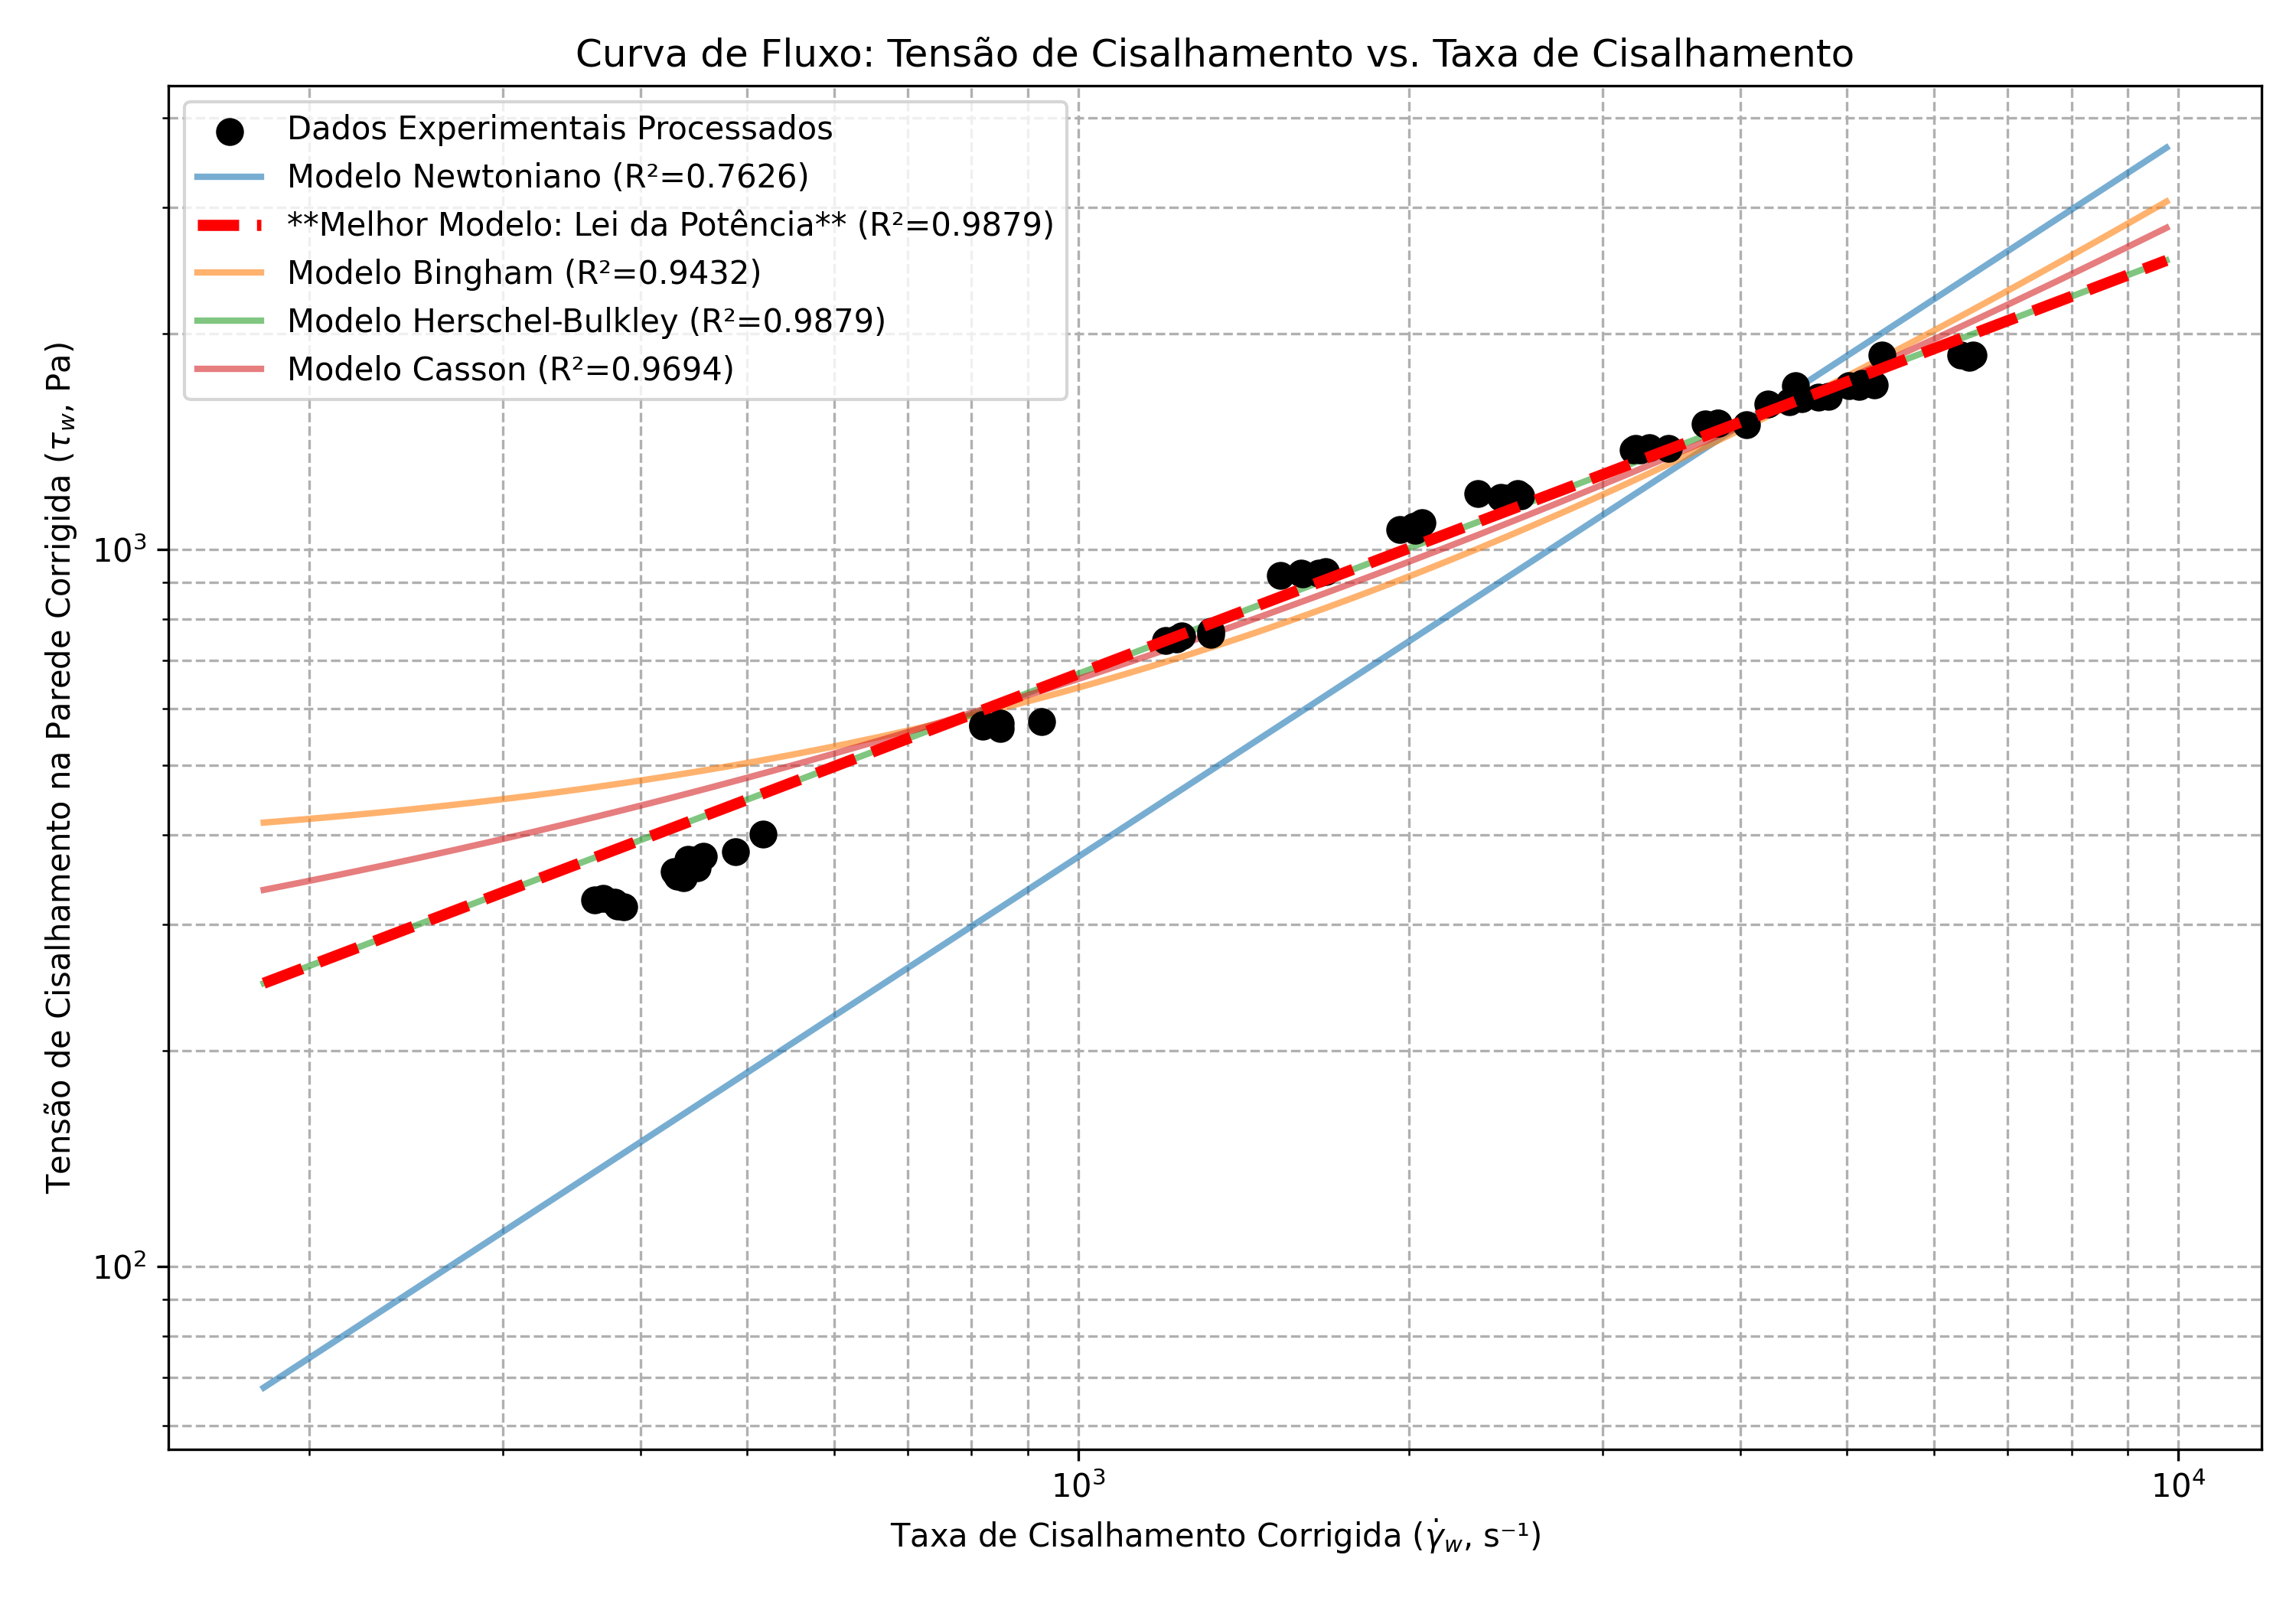 Curva de Fluxo: Tensão de Cisalhamento vs. Taxa de Cisalhamento
Dados Experimentais Processados
Modelo Newtoniano (R²=0.7626)
**Melhor Modelo: Lei da Potência** (R²=0.9879)
Modelo Bingham (R²=0.9432)
Modelo Herschel-Bulkley (R²=0.9879)
Modelo Casson (R²=0.9694)
Tensão de Cisalhamento na Parede Corrigida (τ_w, Pa)
10³
10²
10³
10⁴
Taxa de Cisalhamento Corrigida (γ̇_w, s⁻¹)